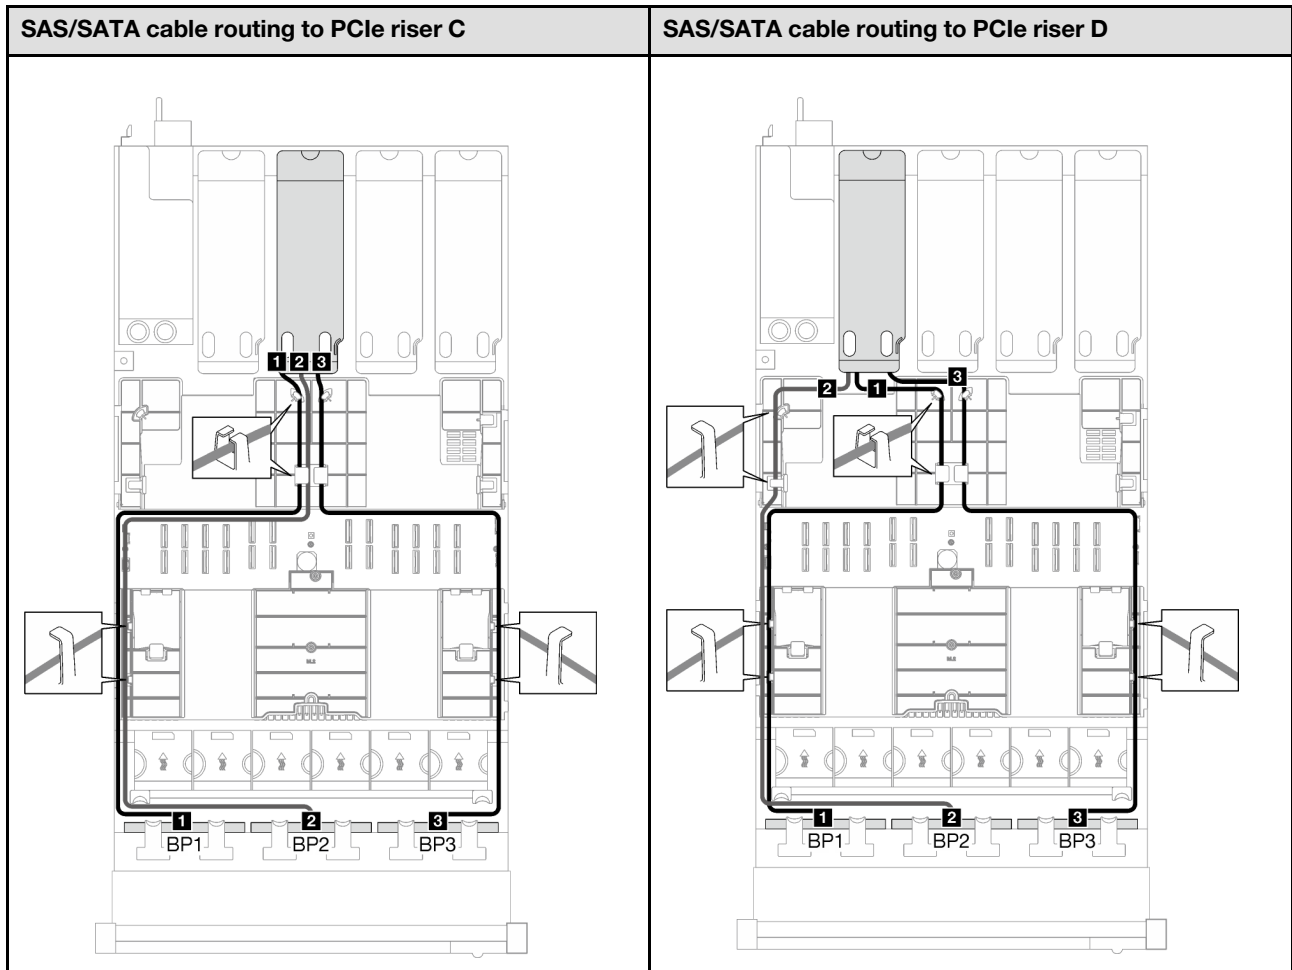 SAS/SATA cable routing to PCIe riser C
SAS/SATA cable routing to PCIe riser D
1 2 3
1 2 3
BP1 BP2 BP3
2 1 3
1 2 3
BP1 BP2 BP3